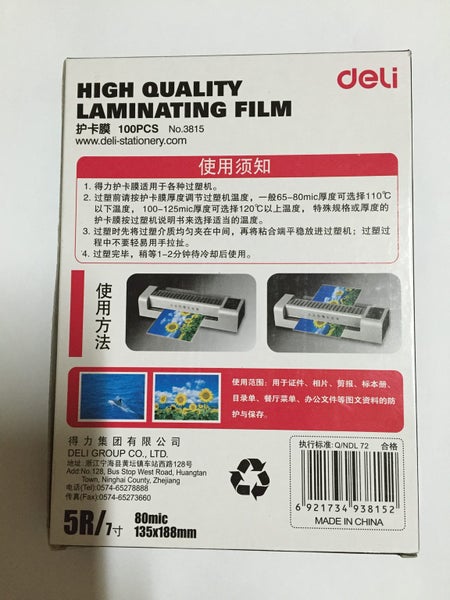 deli
HIGH QUALITY
LAMINATING FILM
护卡膜 100PCS No.3815
www.deli-stationery.com
使用须知
1. 得力护卡膜适用于各种过塑机。
2. 过塑前请按护卡膜厚度调节过塑机温度，一般65-80mic厚度可选择110℃
以下温度，100-125mic厚度可选择120℃以上温度，特殊规格或厚度的
护卡膜按过塑机说明书来选择适当的温度。
3. 过塑时先将过塑介质均匀夹在中间，再将粘合端平稳放进过塑机；过塑过
程中不要轻易用手拉扯。
4. 过塑完毕，稍等1-2分钟待冷却后使用。
使用方法
使用范围：用于证件、相片、剪报、标本册、
目录单、餐厅菜单、办公文件等图文资料的防
护与保存。
得力集团有限公司
DELI GROUP CO., LTD.
地址:浙江宁海县黄坛镇车站西路128号
Add:No.128, Bus Stop West Road, Huangtan
Town, Ninghai County, Zhejiang
电话(Tel):0574-65278888
传真(Fax):0574-65273660
5R/7寸
80mic
135x188mm
执行标准: Q/NDL 72 合格
6 921734 938152
MADE IN CHINA